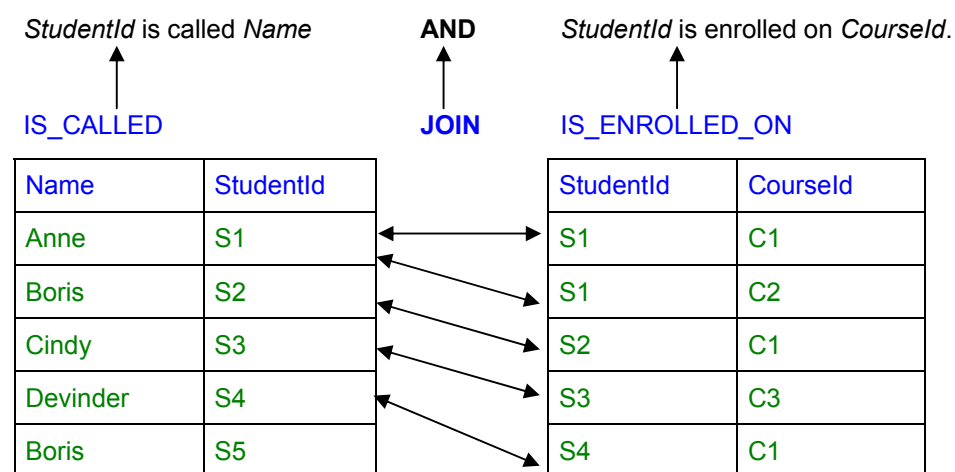 StudentId is called Name AND StudentId is enrolled on CourseId.
IS_CALLED JOIN IS_ENROLLED_ON
Name StudentId StudentId CourseId
Anne S1 S1 C1
Boris S2 S1 C2
Cindy S3 S2 C1
Devinder S4 S3 C3
Boris S5 S4 C1